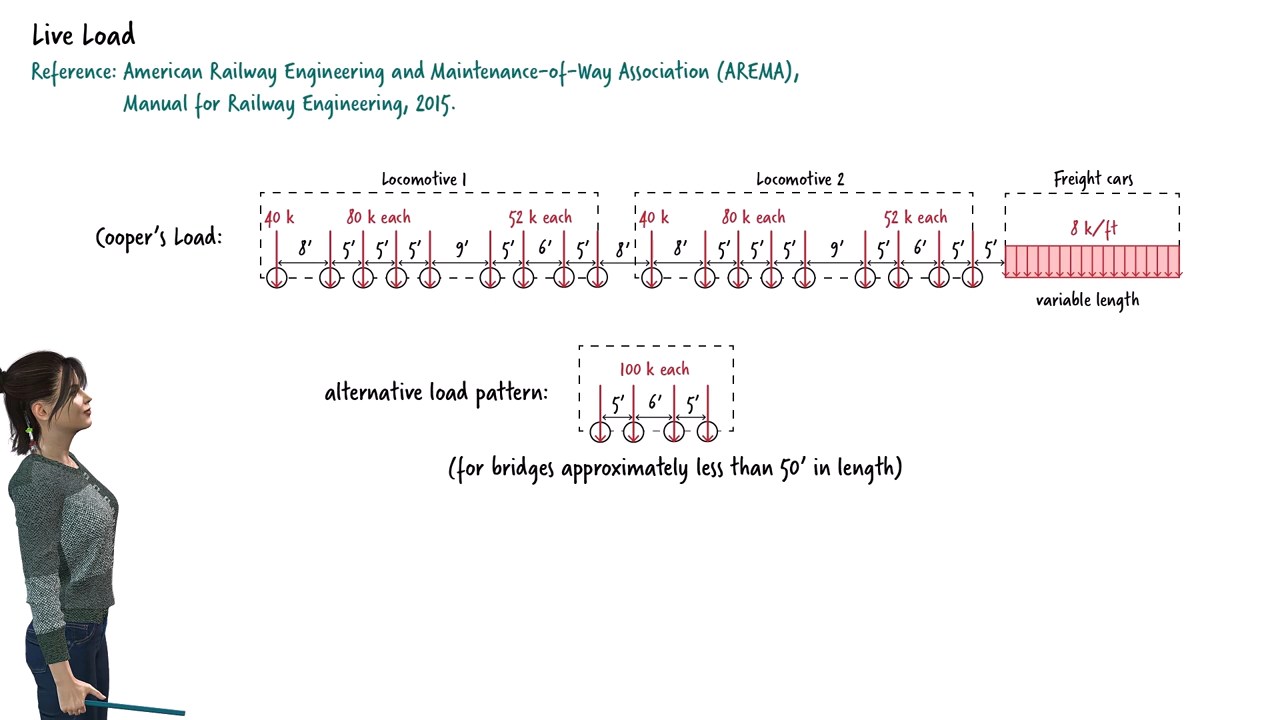 Live Load
Reference: American Railway Engineering and Maintenance-of-Way Association (AREMA),
Manual for Railway Engineering, 2015.
Locomotive 1 Locomotive 2 Freight cars
40 k 80 k each 52 k each 40 k 80 k each 52 k each 8 k/ft
Cooper's Load: 8' 5' 5' 5' 9' 5' 6' 5' 8' 8' 5' 5' 5' 9' 5' 6' 5' 5'
variable length
100 k each
alternative load pattern: 5' 6' 5'
(for bridges approximately less than 50' in length)